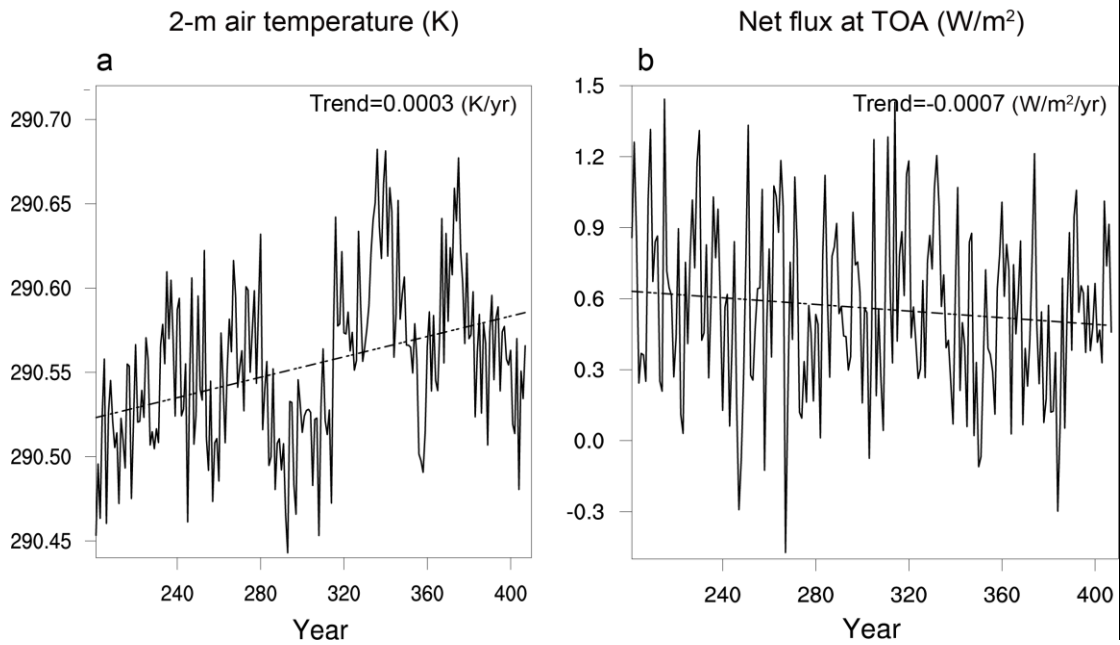 2-m air temperature (K)
a
Trend=0.0003 (K/yr)
290.70
290.65
290.60
290.55
290.50
290.45
240 280 320 360 400
Year
Net flux at TOA (W/m²)
b
Trend=-0.0007 (W/m²/yr)
1.5
1.2
0.9
0.6
0.3
0.0
-0.3
240 280 320 360 400
Year